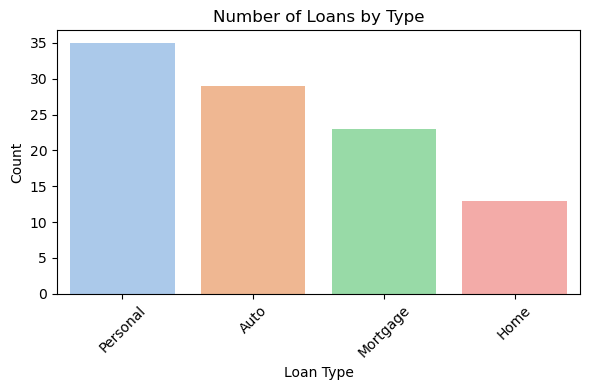 Number of Loans by Type
Count
35
30
25
20
15
10
5
0
Personal
Auto
Mortgage
Home
Loan Type